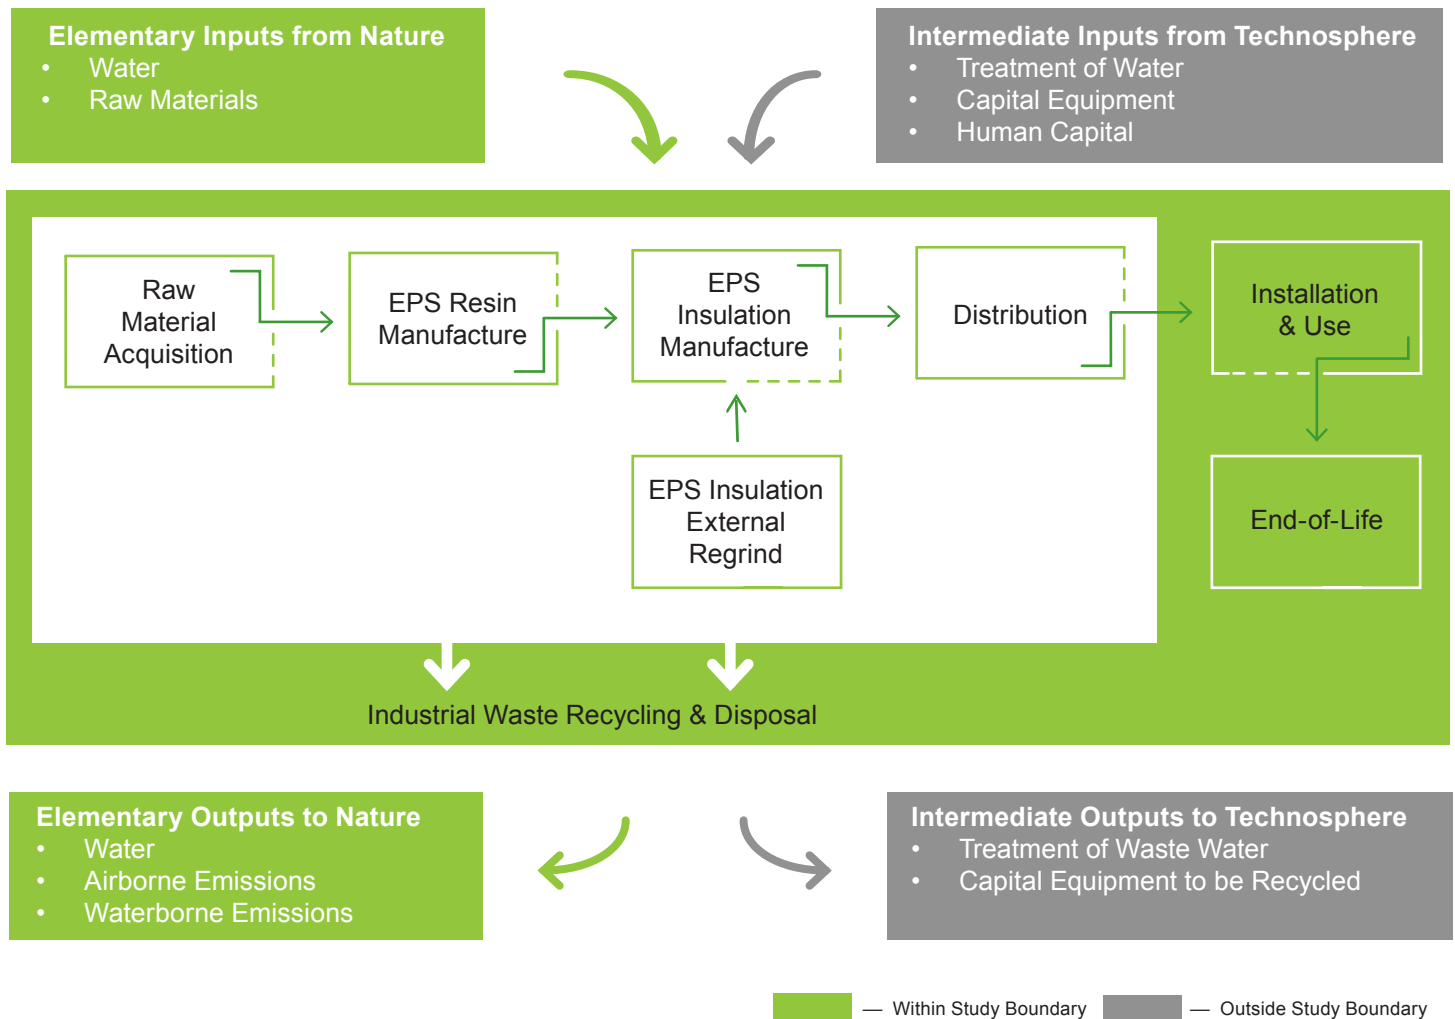 Elementary Inputs from Nature
• Water
• Raw Materials
Intermediate Inputs from Technosphere
• Treatment of Water
• Capital Equipment
• Human Capital
Raw
Material
Acquisition
EPS Resin
Manufacture
EPS
Insulation
Manufacture
Distribution
Installation
& Use
EPS Insulation
External
Regrind
End-of-Life
Industrial Waste Recycling & Disposal
Elementary Outputs to Nature
• Water
• Airborne Emissions
• Waterborne Emissions
Intermediate Outputs to Technosphere
• Treatment of Waste Water
• Capital Equipment to be Recycled
— Within Study Boundary
— Outside Study Boundary